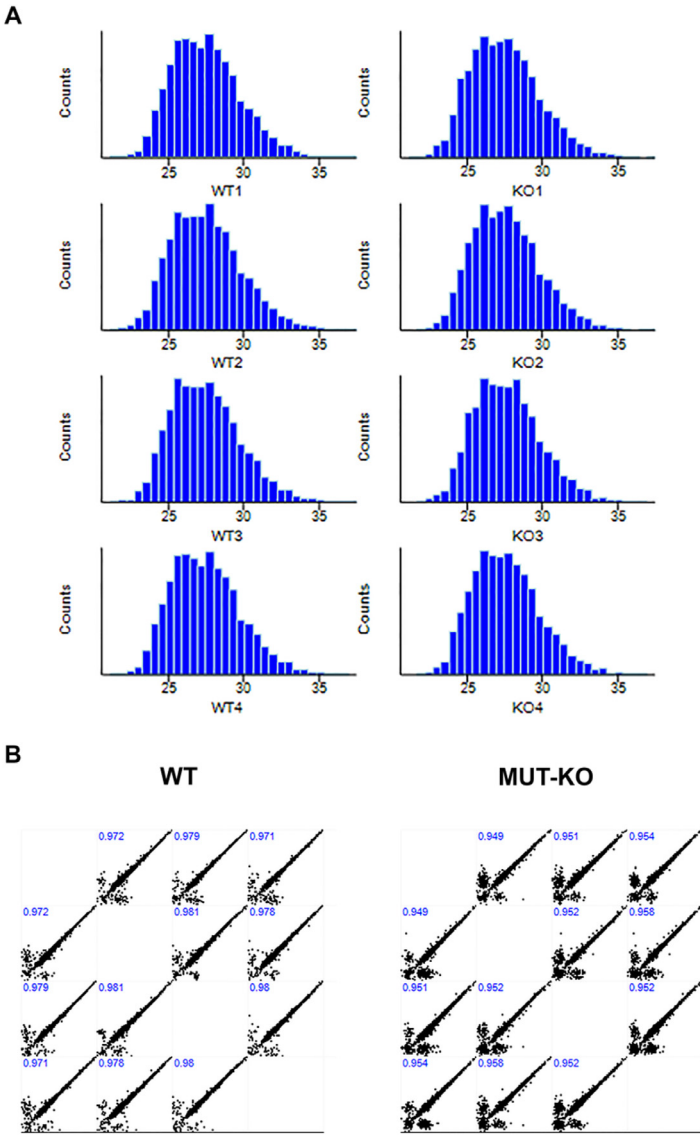 A
Counts Counts
25 30 35 25 30 35
WT1 KO1
Counts Counts
25 30 35 25 30 35
WT2 KO2
Counts Counts
25 30 35 25 30 35
WT3 KO3
Counts Counts
25 30 35 25 30 35
WT4 KO4
B
WT MUT-KO
0.972 0.979 0.971 0.949 0.951 0.954
0.972 0.981 0.978 0.949 0.952 0.958
0.979 0.981 0.98 0.951 0.952 0.952
0.971 0.978 0.98 0.954 0.958 0.952